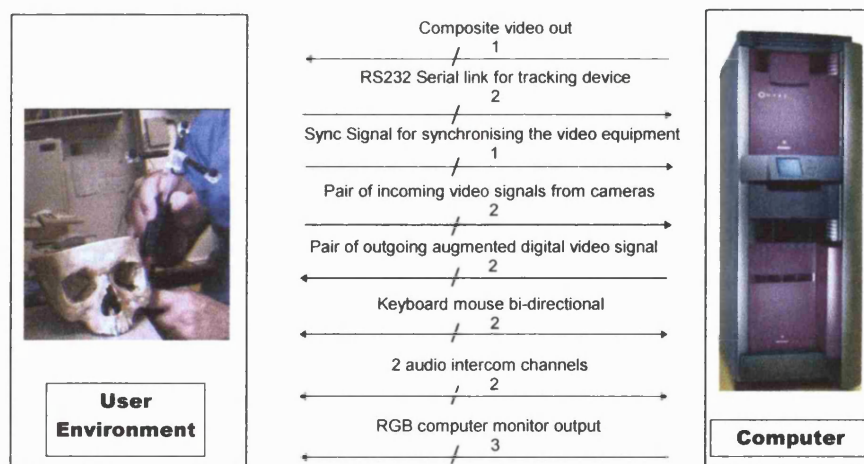 Composite video out
1
RS232 Serial link for tracking device
2
Sync Signal for synchronising the video equipment
1
Pair of incoming video signals from cameras
2
Pair of outgoing augmented digital video signal
2
Keyboard mouse bi-directional
2
2 audio intercom channels
2
RGB computer monitor output
3
User
Environment
Computer